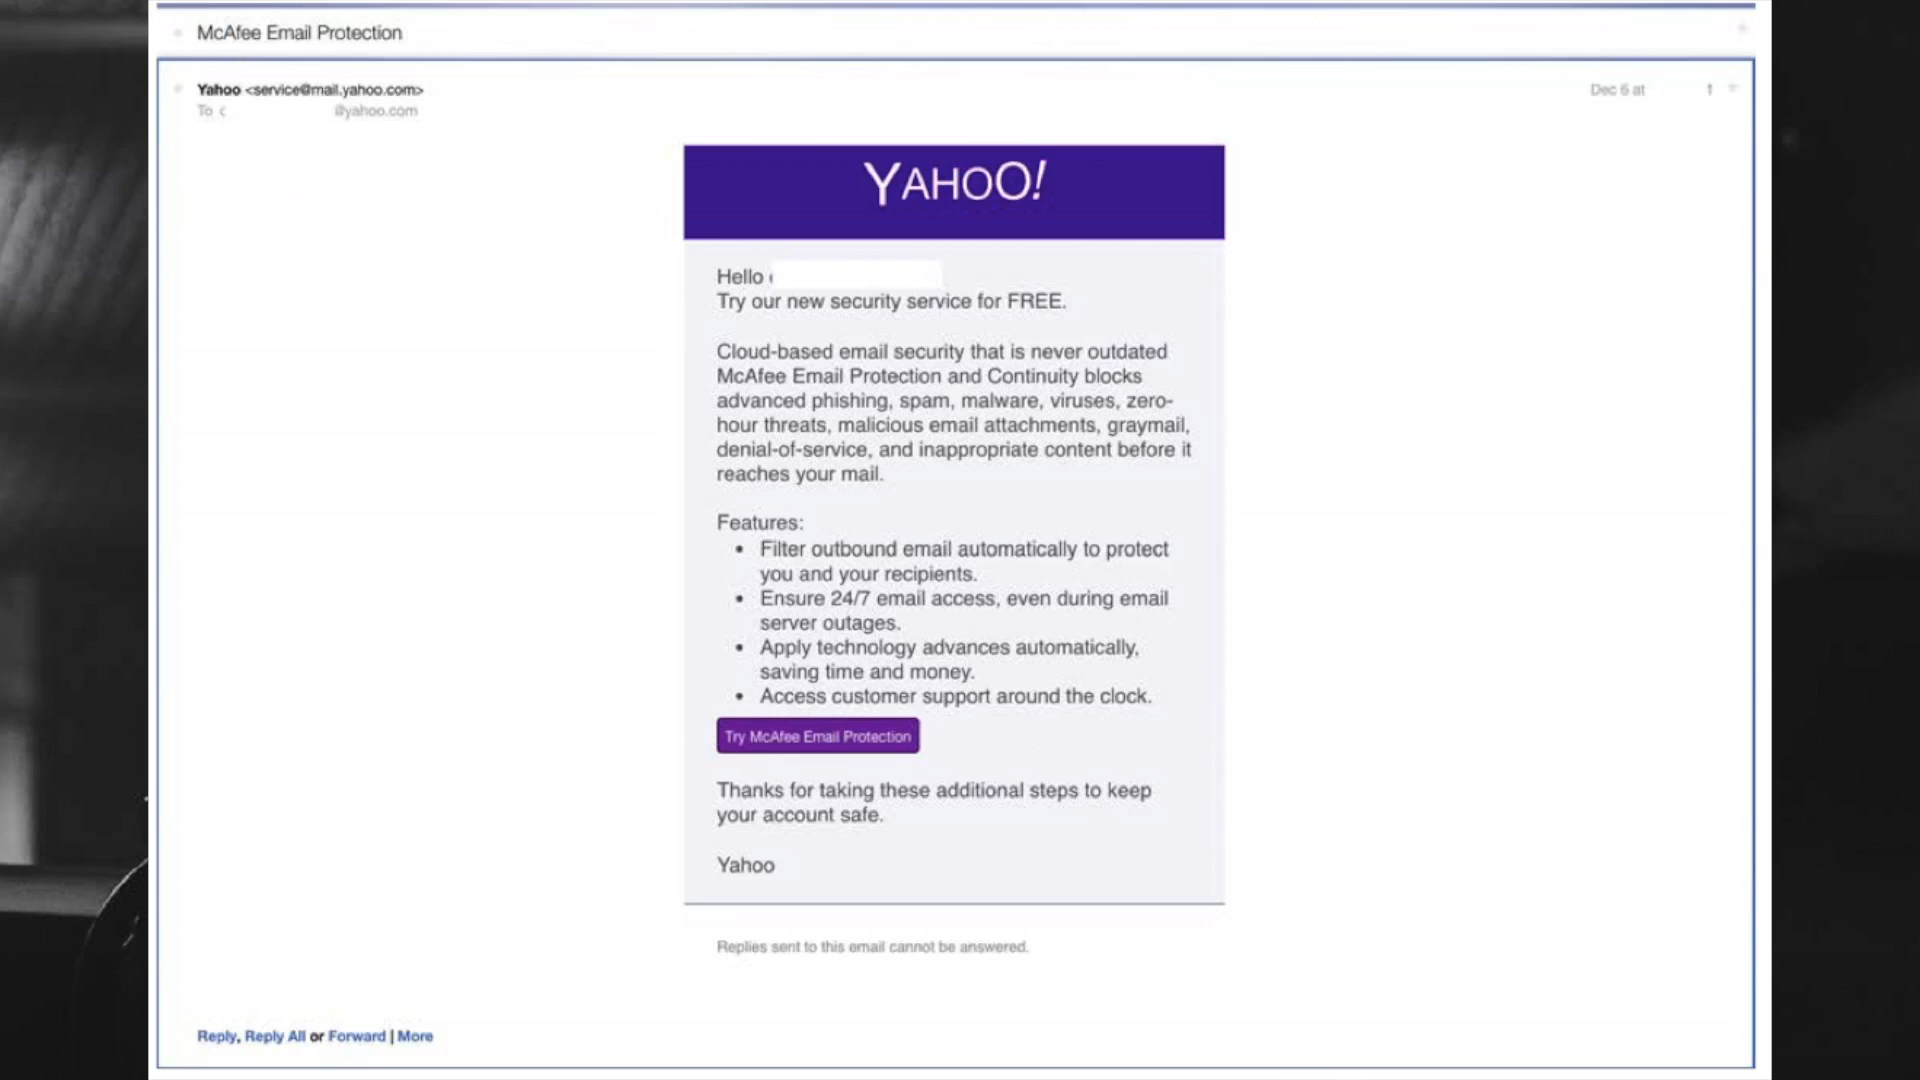 McAfee Email Protection
Yahoo <service@mail.yahoo.com>
Dec 6 at
To c @yahoo.com
YAHOO!
Hello
Try our new security service for FREE.
Cloud-based email security that is never outdated
McAfee Email Protection and Continuity blocks
advanced phishing, spam, malware, viruses, zero-
hour threats, malicious email attachments, graymail,
denial-of-service, and inappropriate content before it
reaches your mail.
Features:
• Filter outbound email automatically to protect
you and your recipients.
• Ensure 24/7 email access, even during email
server outages.
• Apply technology advances automatically,
saving time and money.
• Access customer support around the clock.
Try McAfee Email Protection
Thanks for taking these additional steps to keep
your account safe.
Yahoo
Replies sent to this email cannot be answered.
Reply, Reply All or Forward | More